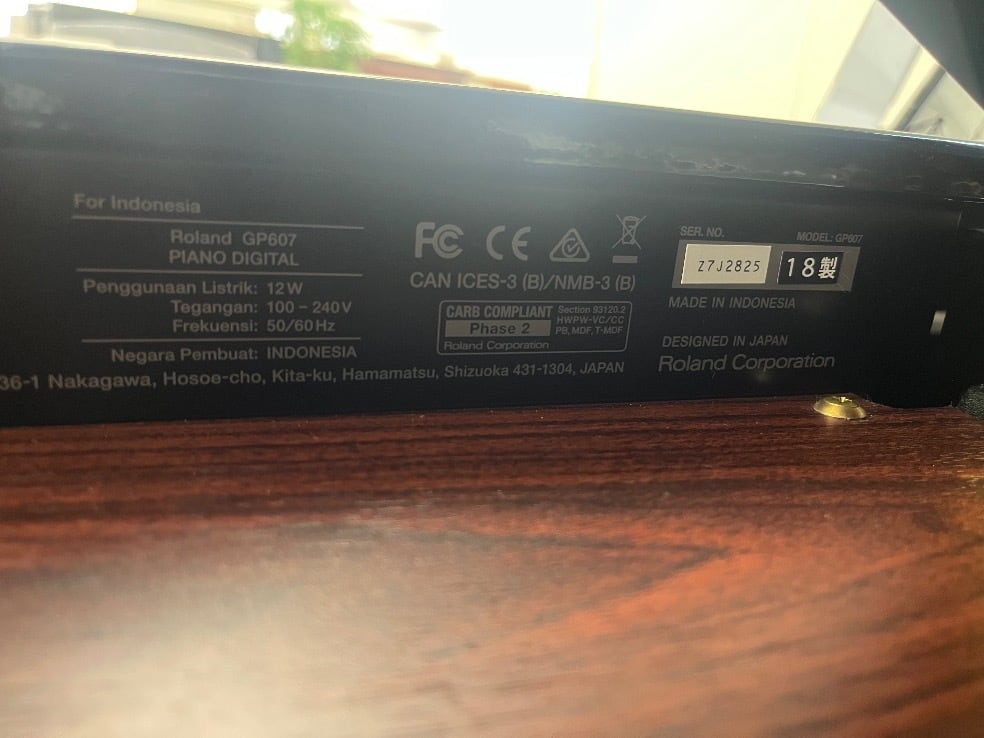 For Indonesia
Roland GP607
PIANO DIGITAL
Penggunaan Listrik: 12 W
Tegangan: 100 – 240 V
Frekuensi: 50/60 Hz
Negara Pembuat: INDONESIA
36-1 Nakagawa, Hosoe-cho, Kita-ku, Hamamatsu, Shizuoka 431-1304, JAPAN
FC CE
CAN ICES-3 (B)/NMB-3 (B)
CARB COMPLIANT
Phase 2
Roland Corporation
Section 93120.2
HWPW-VC/CC
PB, MDF, T-MDF
SER. NO.
MODEL: GP607
Z7J2825
18製
MADE IN INDONESIA
DESIGNED IN JAPAN
Roland Corporation